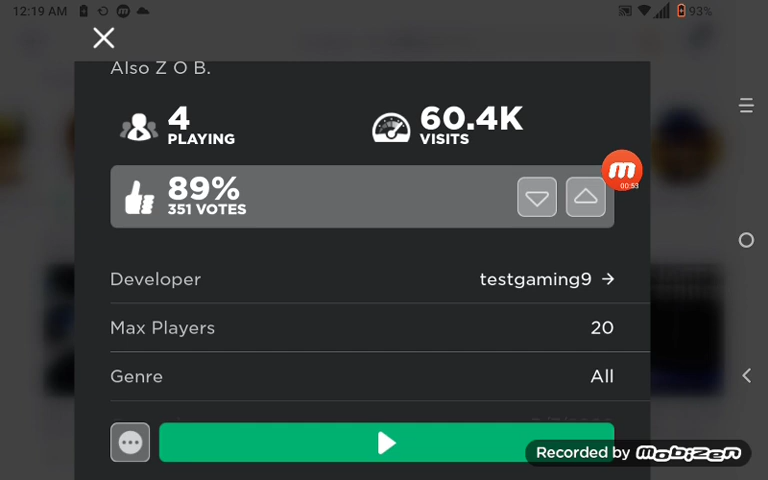 12:19 AM
93%
Also Z O B.
4
PLAYING
60.4K
VISITS
m
00:53
89%
351 VOTES
Developer
testgaming9 →
Max Players
20
Genre
All
Recorded by mobizen